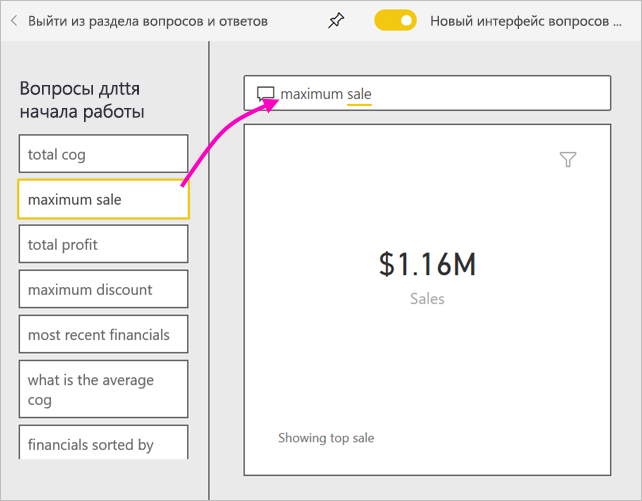 Выйти из раздела вопросов и ответов
Новый интерфейс вопросов ...
Вопросы длttя
начала работы
total cog
maximum sale
total profit
maximum discount
most recent financials
what is the average
cog
financials sorted by
maximum sale
$1.16M
Sales
Showing top sale